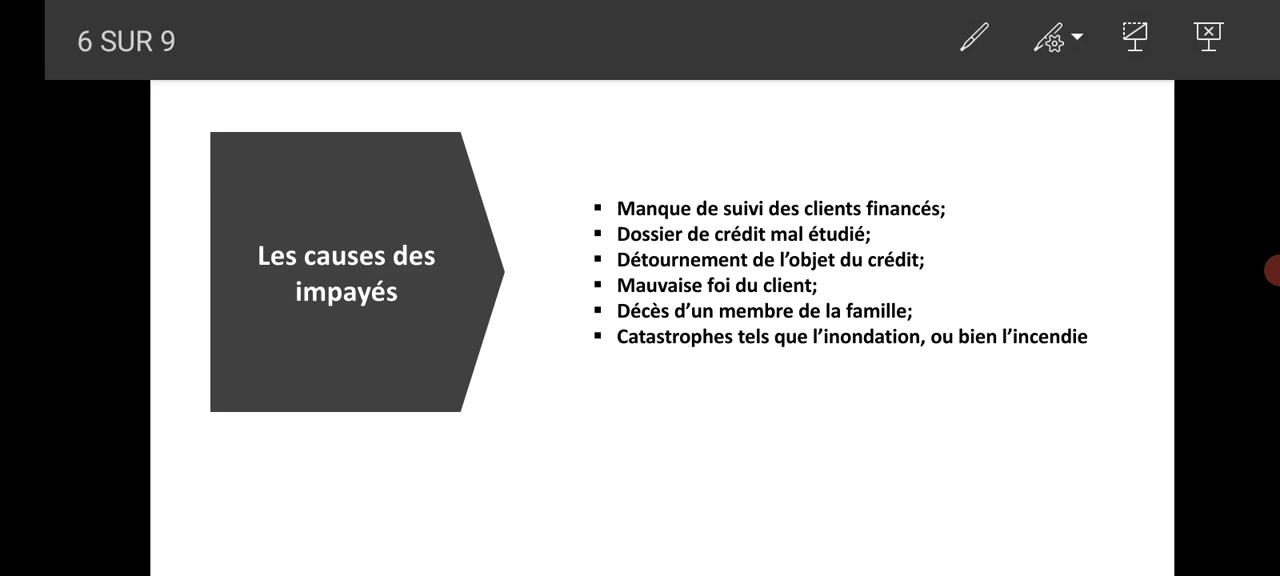 6 SUR 9
Les causes des
impayés
▪ Manque de suivi des clients financés;
▪ Dossier de crédit mal étudié;
▪ Détournement de l’objet du crédit;
▪ Mauvaise foi du client;
▪ Décès d’un membre de la famille;
▪ Catastrophes tels que l’inondation, ou bien l’incendie